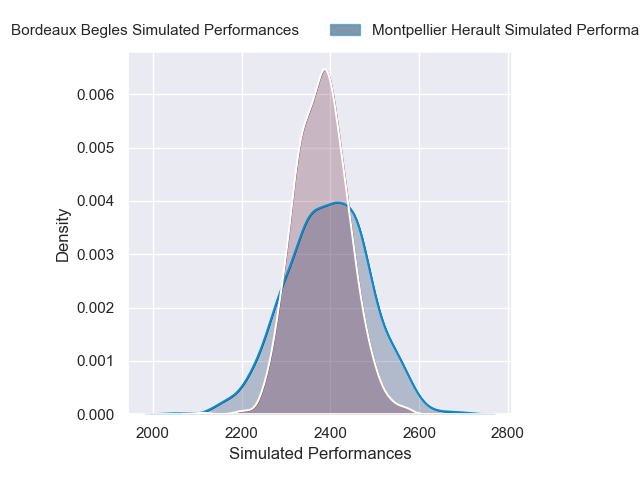 Bordeaux Begles Simulated Performances
Montpellier Herault Simulated Performa
0.006
0.005
0.004
0.003
0.002
0.001
0.000
Density
2000 2200 2400 2600 2800
Simulated Performances